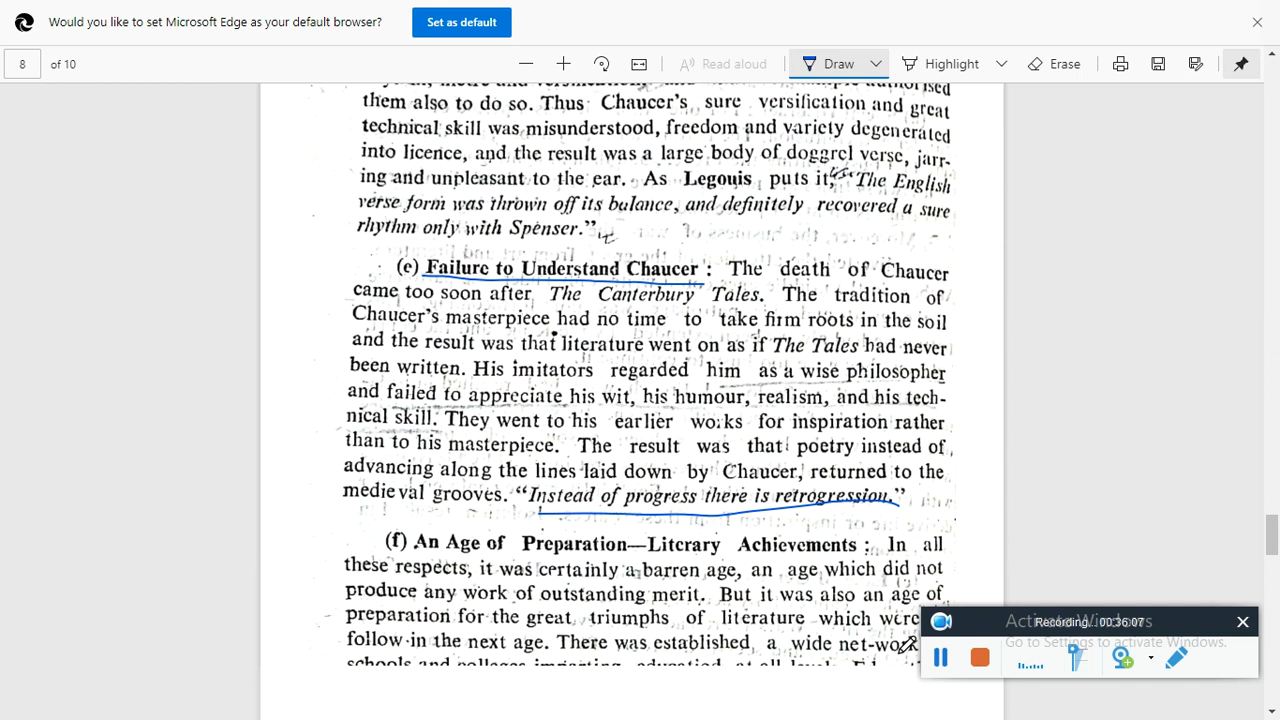 Would you like to set Microsoft Edge as your default browser?
Set as default
8 of 10
Read aloud
Draw
Highlight
Erase
them also to do so. Thus Chaucer's sure versification and great
technical skill was misunderstood, freedom and variety degenerated
into licence, and the result was a large body of doggrel verse, jarr-
ing and unpleasant to the ear. As Legouis puts it, "The English
verse form was thrown off its balance, and definitely recovered a sure
rhythm only with Spenser."
(e) Failure to Understand Chaucer : The death of Chaucer
came too soon after The Canterbury Tales. The tradition of
Chaucer's masterpiece had no time to take firm roots in the soil
and the result was that literature went on as if The Tales had never
been written. His imitators regarded him as a wise philosopher
and failed to appreciate his wit, his humour, realism, and his tech-
nical skill. They went to his earlier works for inspiration rather
than to his masterpiece. The result was that poetry instead of
advancing along the lines laid down by Chaucer, returned to the
medieval grooves. "Instead of progress there is retrogression."
(f) An Age of Preparation—Literary Achievements : In all
these respects, it was certainly a barren age, an age which did not
produce any work of outstanding merit. But it was also an age of
preparation for the great triumphs of literature which were
follow in the next age. There was established a wide net-work
schools and colleges imparting
Activate Windows
Go to Settings to activate Windows.
Recording... 00:36:07